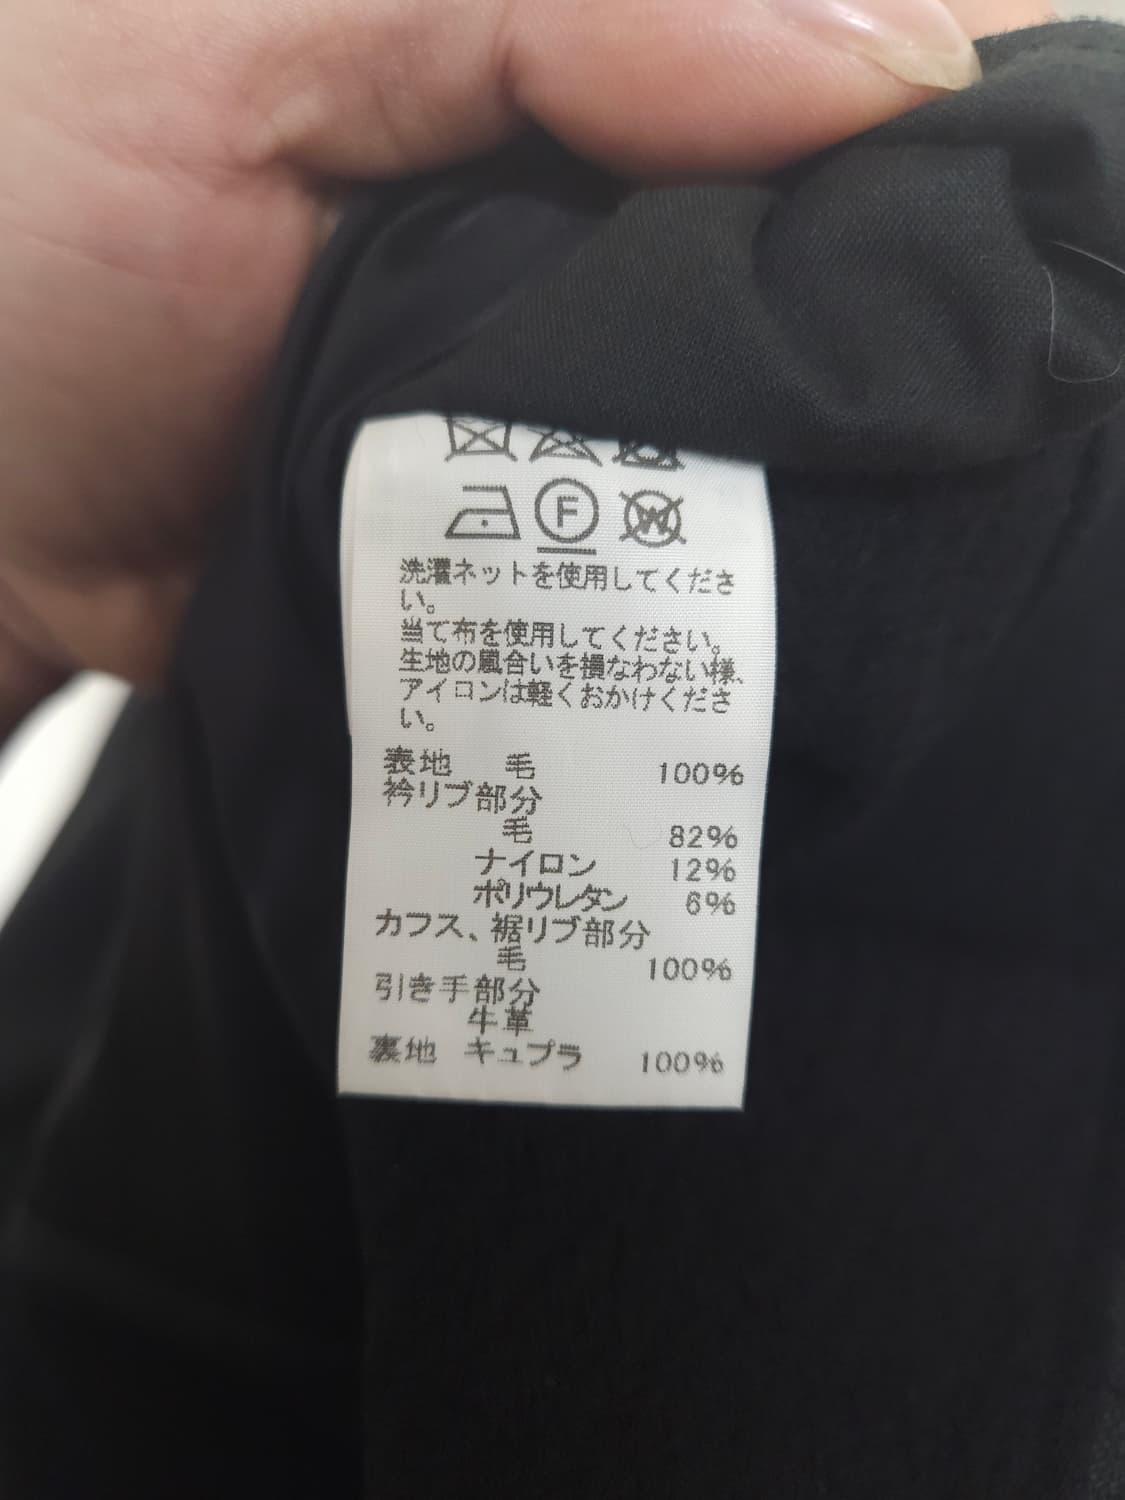 F W
洗濯ネットを使用してくださ
い。
当て布を使用してください。
生地の風合いを損なわない様、
アイロンは軽くおかけくださ
い。
表地 毛 100%
衿リブ部分
毛 82%
ナイロン 12%
ポリウレタン 6%
カフス、裾リブ部分
毛 100%
引き手部分
牛革
裏地 キュプラ 100%